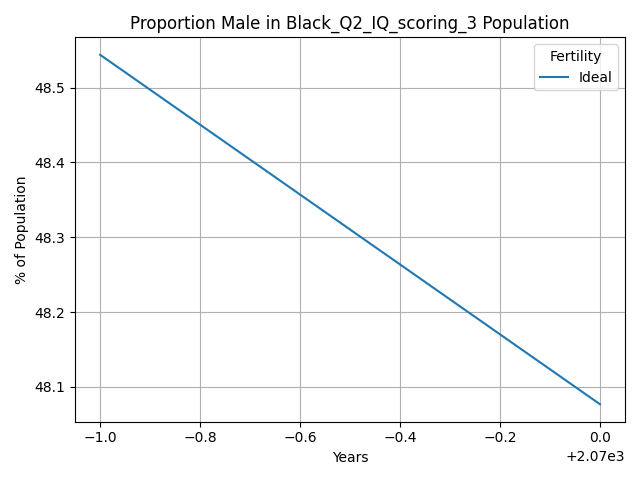 Proportion Male in Black_Q2_IQ_scoring_3 Population
Fertility
Ideal
48.5
48.4
48.3
48.2
48.1
% of Population
−1.0
−0.8
−0.6
−0.4
−0.2
0.0
Years
+2.07e3